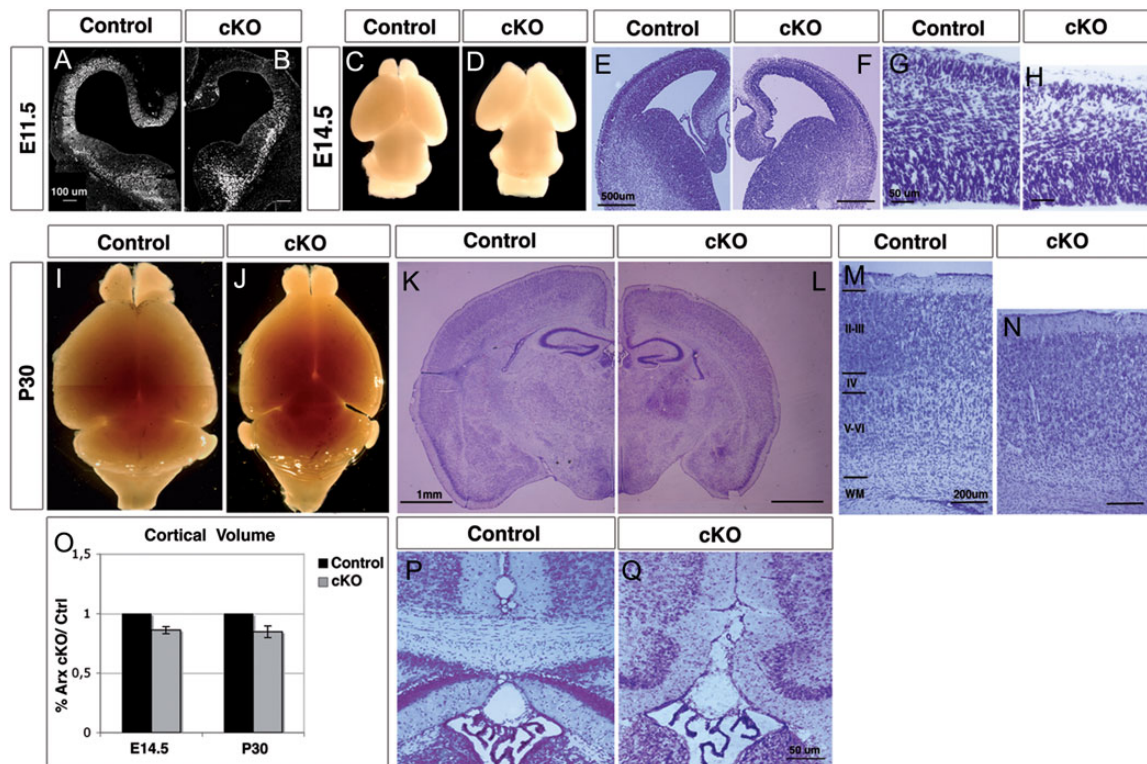 Control
cKO
Control
cKO
Control
cKO
Control
cKO
E11.5
A
B
100 um
E14.5
C
D
E
F
500um
G
H
50 um
Control
cKO
Control
cKO
Control
cKO
P30
I
J
K
L
1mm
M
II-III
IV
V-VI
WM
200um
N
O
Cortical Volume
% Arx cKO/ Ctrl
1,5
1
0,5
0
E14.5
P30
Control
cKO
Control
cKO
P
Q
50 um